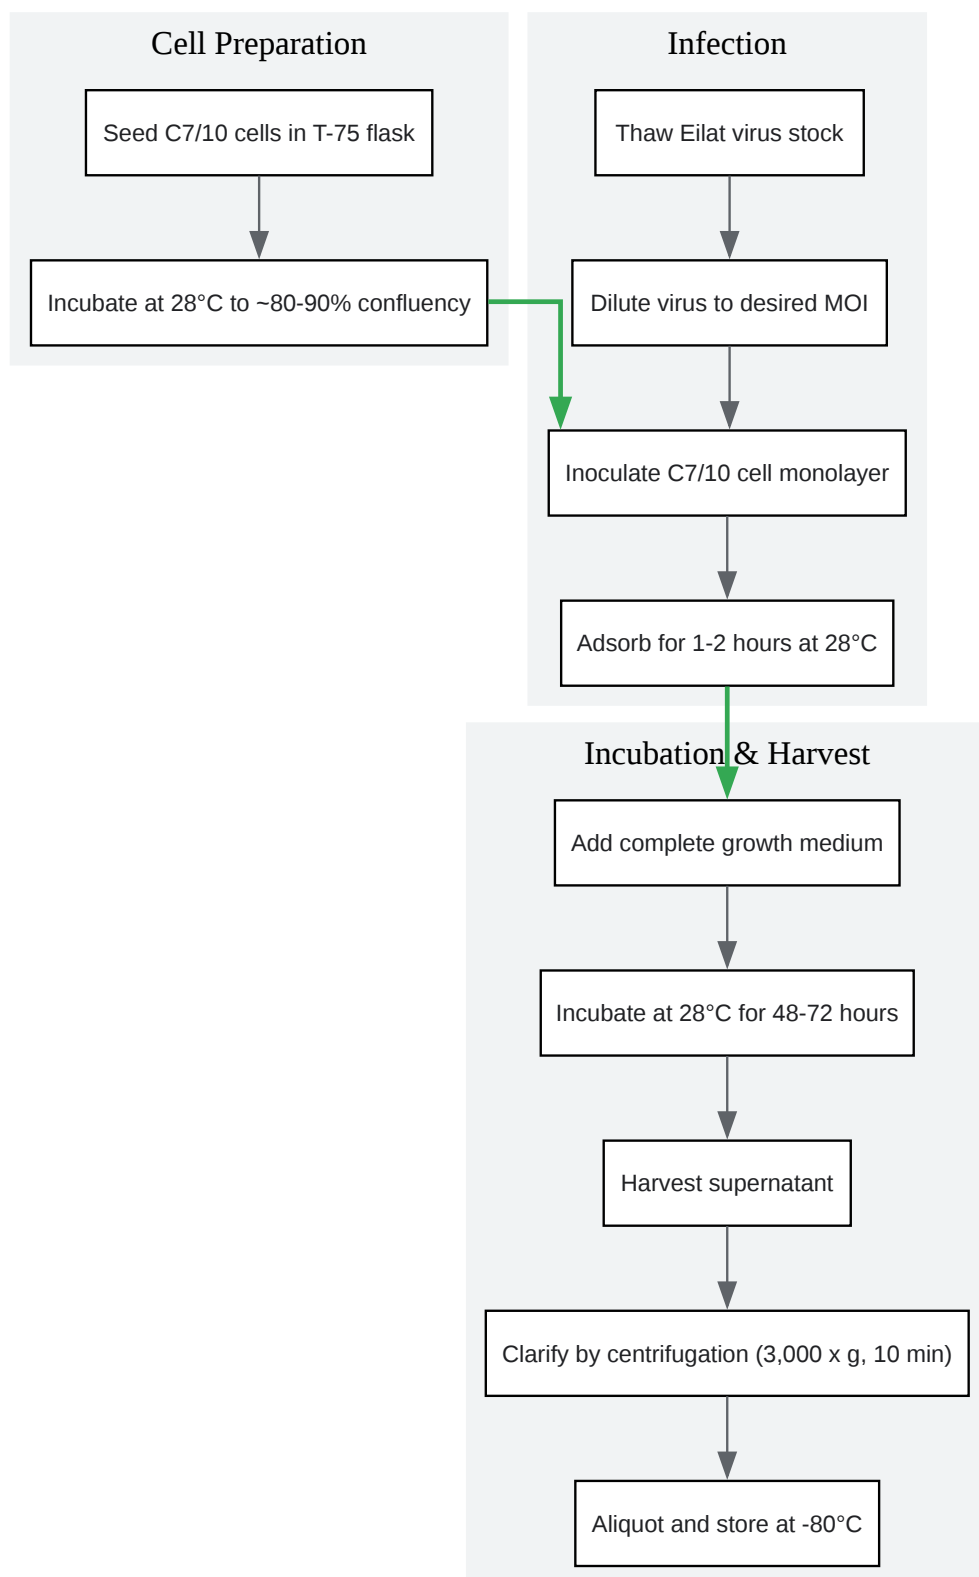 Cell Preparation
Seed C7/10 cells in T-75 flask
Incubate at 28°C to ~80-90% confluency
Infection
Thaw Eilat virus stock
Dilute virus to desired MOI
Inoculate C7/10 cell monolayer
Adsorb for 1-2 hours at 28°C
Incubation & Harvest
Add complete growth medium
Incubate at 28°C for 48-72 hours
Harvest supernatant
Clarify by centrifugation (3,000 x g, 10 min)
Aliquot and store at -80°C